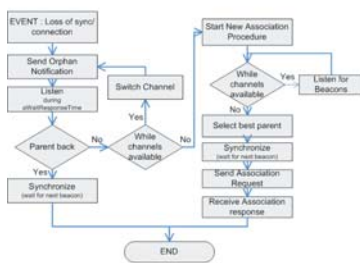 EVENT : Loss of sync/
connection
Send Orphan
Notification
Listen
during
aWaitResponseTime
Parent back
Yes
No
Synchronize
(wait for next beacon)
Switch Channel
Yes
While
channels
available.
No
Start New Association
Procedure
While
channels
available.
Yes
Listen for
Beacons
No
Select best parent
Synchronize
(wait for next beacon)
Send Association
Request
Receive Association
response
END